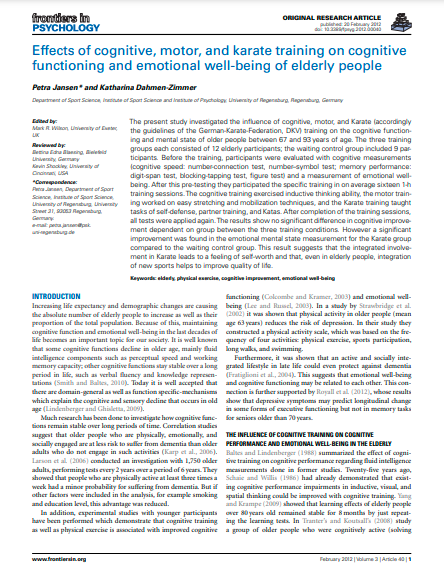 frontiers in
PSYCHOLOGY
ORIGINAL RESEARCH ARTICLE
published: 20 February 2012
doi: 10.3389/fpsyg.2012.00040
Effects of cognitive, motor, and karate training on cognitive
functioning and emotional well-being of elderly people
Petra Jansen* and Katharina Dahmen-Zimmer
Department of Sport Science, Institute of Sport Science and Institute of Psychology, University of Regensburg, Regensburg, Germany
Edited by:
Mark R. Wilson, University of Exeter,
UK
Reviewed by:
Bettina Edna Bläsing, Bielefeld
University, Germany
Kevin Shockley, University of
Cincinnati, USA
*Correspondence:
Petra Jansen, Department of Sport
Science, Institute of Sport Science,
University of Regensburg, University
Street 31, 93053 Regensburg,
Germany.
e-mail: petra.jansen@psk.
uni-regensburg.de
The present study investigated the influence of cognitive, motor, and Karate (accordingly
the guidelines of the German-Karate-Federation, DKV) training on the cognitive function-
ing and mental state of older people between 67 and 93 years of age. The three training
groups each consisted of 12 elderly participants; the waiting control group included 9 par-
ticipants. Before the training, participants were evaluated with cognitive measurements
(cognitive speed: number-connection test, number-symbol test; memory performance:
digit-span test, blocking-tapping test, figure test) and a measurement of emotional well-
being. After this pre-testing they participated the specific training in on average sixteen 1-h
training sessions. The cognitive training exercised inductive thinking ability, the motor train-
ing worked on easy stretching and mobilization techniques, and the Karate training taught
tasks of self-defense, partner training, and Katas. After completion of the training sessions,
all tests were applied again. The results show no significant difference in cognitive improve-
ment dependent on group between the three training conditions. However a significant
improvement was found in the emotional mental state measurement for the Karate group
compared to the waiting control group. This result suggests that the integrated involve-
ment in Karate leads to a feeling of self-worth and that, even in elderly people, integration
of new sports helps to improve quality of life.
Keywords: elderly, physical exercise, cognitive improvement, emotional well-being
INTRODUCTION
Increasing life expectancy and demographic changes are causing
the absolute number of elderly people to increase as well as their
proportion of the total population. Because of this, maintaining
cognitive function and emotional well-being in the last decades of
life becomes an important topic for our society. It is well known
that some cognitive functions decline in older age, mainly fluid
intelligence components such as perceptual speed and working
memory capacity; other cognitive functions stay stable over a long
period in life, such as verbal fluency and knowledge represen-
tations (Smith and Baltes, 2010). Today it is well accepted that
there are domain-general as well as function specific-mechanisms
which explain the cognitive and sensory decline that occurs in old
age (Lindenberger and Ghisletta, 2009).
Much research has been done to investigate how cognitive func-
tions remain stable over long periods of time. Correlation studies
suggest that older people who are physically, emotionally, and
socially engaged are at less risk to suffer from dementia than older
adults who do not engage in such activities (Karp et al., 2006).
Larson et al. (2006) conducted an investigation with 1,750 older
adults, performing tests every 2 years over a period of 6 years. They
showed that people who are physically active at least three times a
week had a minor probability for suffering from dementia. But if
other factors were included in the analysis, for example smoking
and education level, this advantage was reduced.
In addition, experimental studies with younger participants
have been performed which demonstrate that cognitive training
as well as physical exercise is associated with improved cognitive
functioning (Colcombe and Kramer, 2003) and emotional well-
being (Lee and Russel, 2003). In a study by Strawbridge et al.
(2002) it was shown that physical activity in older people (mean
age 63 years) reduces the risk of depression. In their study they
constructed a physical activity scale, which was based on the fre-
quency of four activities: physical exercise, sports participation,
long walks, and swimming.
Furthermore, it was shown that an active and socially inte-
grated lifestyle in late life could even protect against dementia
(Fratiglioni et al., 2004). This suggests that emotional well-being
and cognitive functioning may be related to each other. This con-
nection is further supported by Royall et al. (2012), whose results
show that depressive symptoms may predict longitudinal change
in some forms of executive functioning but not in memory tasks
for seniors older than 70 years.
THE INFLUENCE OF COGNITIVE TRAINING ON COGNITIVE
PERFORMANCE AND EMOTIONAL WELL-BEING IN THE ELDERLY
Baltes and Lindenberger (1988) summarized the effect of cogni-
tive training on cognitive performance regarding fluid intelligence
measurements done in former studies. Twenty-five years ago,
Schaie and Willis (1986) had already demonstrated that exist-
ing cognitive performance impairments in inductive, visual, and
spatial thinking could be improved with cognitive training. Yang
and Krampe (2009) showed that learning effects of elderly people
over 80 years old remained stable for 8 months by just repeat-
ing the learning tests. In Tranter's and Koutstaal's (2008) study
a group of older people who were cognitively active (solving
www.frontiersin.org
February 2012 | Volume 3 | Article 40 | 1